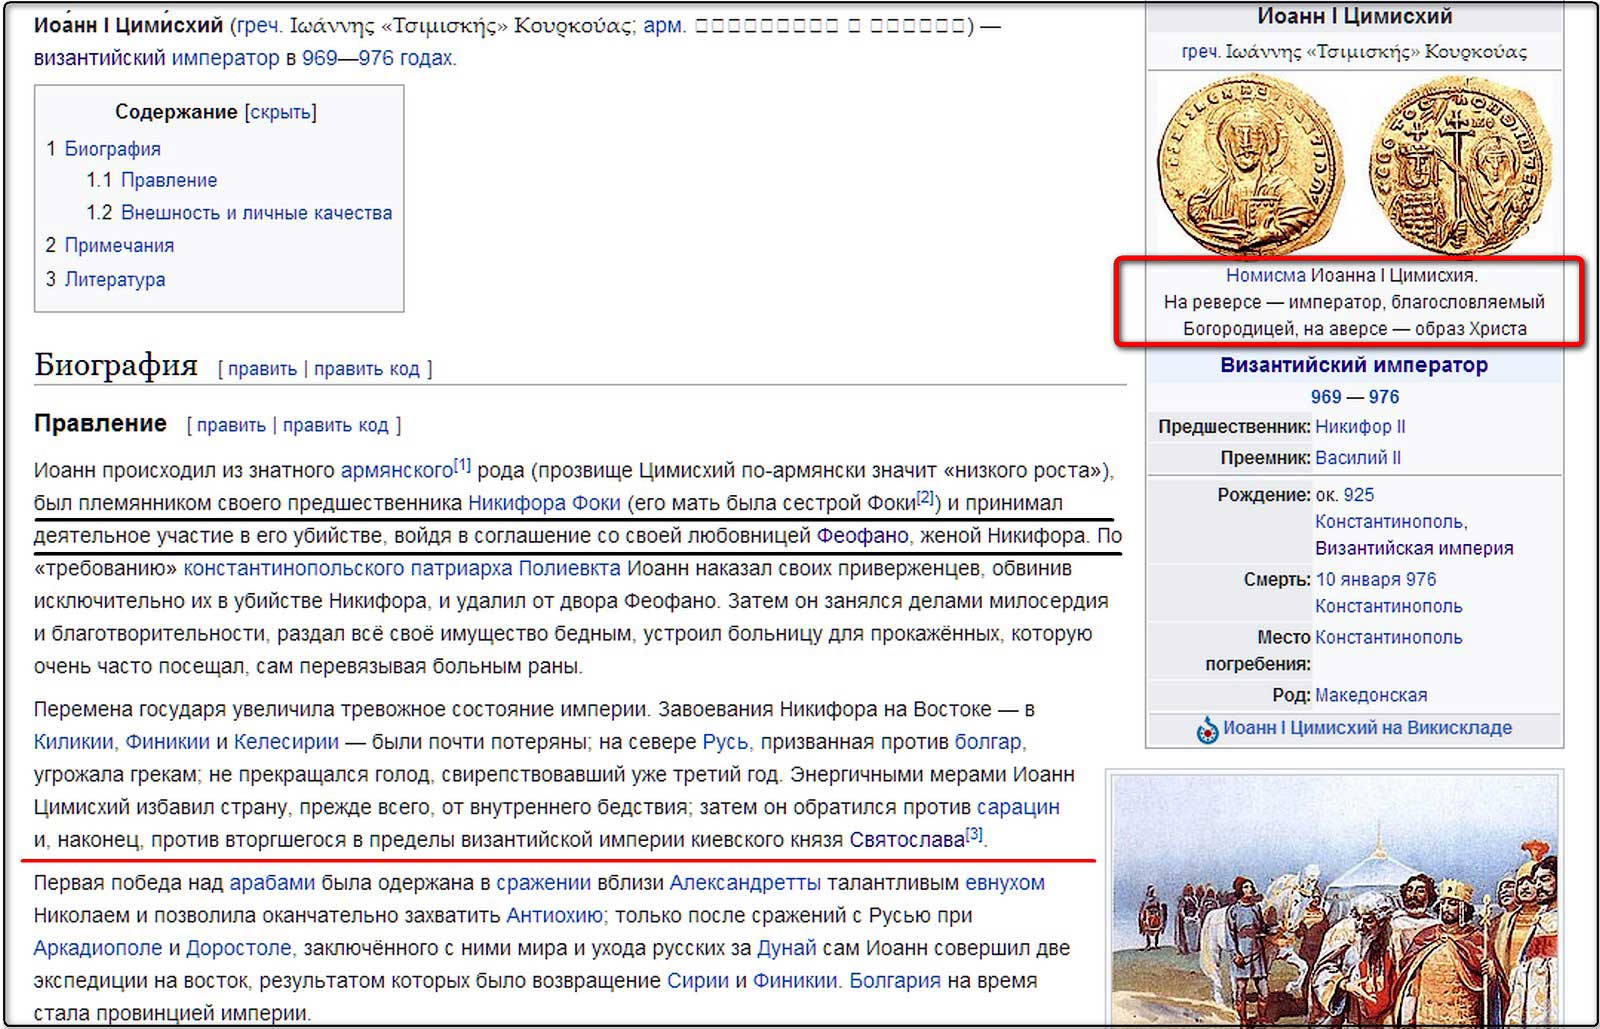 Иоа́нн I Цими́схий (греч. Ιωάννης «Τσιμισκής» Κουρκούας; арм.) —
византийский император в 969—976 годах.
Содержание [скрыть]
1 Биография
1.1 Правление
1.2 Внешность и личные качества
2 Примечания
3 Литература
Биография [ править | править код ]
Правление [ править | править код ]
Иоанн происходил из знатного армянского[1] рода (прозвище Цимисхий по-армянски значит «низкого роста»),
был племянником своего предшественника Никифора Фоки (его мать была сестрой Фоки[2]) и принимал
деятельное участие в его убийстве, войдя в соглашение со своей любовницей Феофано, женой Никифора. По
«требованию» константинопольского патриарха Полиевкта Иоанн наказал своих приверженцев, обвинив
исключительно их в убийстве Никифора, и удалил от двора Феофано. Затем он занялся делами милосердия
и благотворительности, раздал всё своё имущество бедным, устроил больницу для прокажённых, которую
очень часто посещал, сам перевязывая больным раны.
Перемена государя увеличила тревожное состояние империи. Завоевания Никифора на Востоке — в
Киликии, Финикии и Келесирии — были почти потеряны; на севере Русь, призванная против болгар,
угрожала грекам; не прекращался голод, свирепствовавший уже третий год. Энергичными мерами Иоанн
Цимисхий избавил страну, прежде всего, от внутреннего бедствия; затем он обратился против сарацин
и, наконец, против вторгшегося в пределы византийской империи киевского князя Святослава[3].
Первая победа над арабами была одержана в сражении вблизи Александретты талантливым евнухом
Николаем и позволила оканчательно захватить Антиохию; только после сражений с Русью при
Аркадиополе и Доростоле, заключённого с ними мира и ухода русских за Дунай сам Иоанн совершил две
экспедиции на восток, результатом которых было возвращение Сирии и Финикии. Болгария на время
стала провинцией империи.
Иоанн I Цимисхий
греч. Ιωάννης «Τσιμισκής» Κουρκούας
Номисма Иоанна I Цимисхия.
На реверсе — император, благословляемый
Богородицей, на аверсе — образ Христа
Византийский император
969 — 976
Предшественник: Никифор II
Преемник: Василий II
Рождение: ок. 925
Константинополь,
Византийская империя
Смерть: 10 января 976
Константинополь
Место погребения: Константинополь
Род: Македонская
Иоанн I Цимисхий на Викискладе